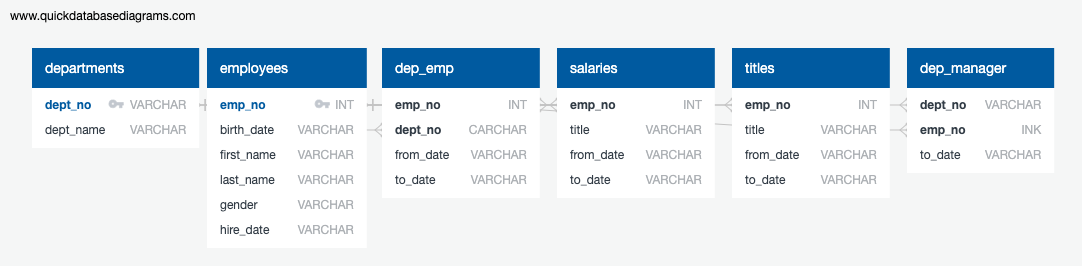 www.quickdatabasediagrams.com
departments
dept_no VARCHAR
dept_name VARCHAR
employees
emp_no INT
birth_date VARCHAR
first_name VARCHAR
last_name VARCHAR
gender VARCHAR
hire_date VARCHAR
dep_emp
emp_no INT
dept_no CARCHAR
from_date VARCHAR
to_date VARCHAR
salaries
emp_no INT
title VARCHAR
from_date VARCHAR
to_date VARCHAR
titles
emp_no INT
title VARCHAR
from_date VARCHAR
to_date VARCHAR
dep_manager
dept_no VARCHAR
emp_no INK
to_date VARCHAR